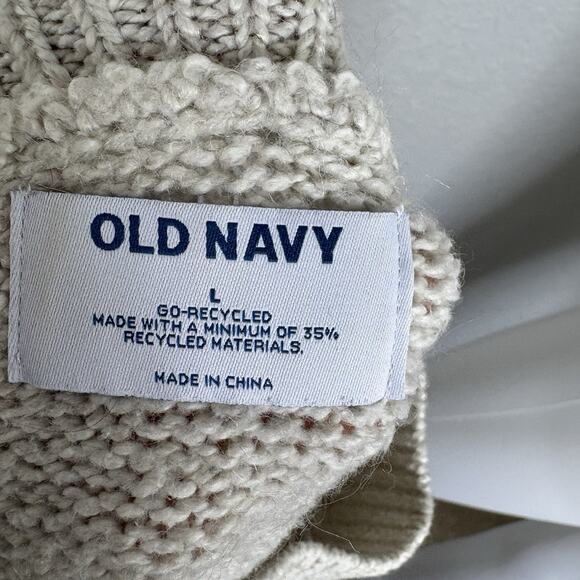 OLD NAVY
L
GO-RECYCLED
MADE WITH A MINIMUM OF 35%
RECYCLED MATERIALS.
MADE IN CHINA